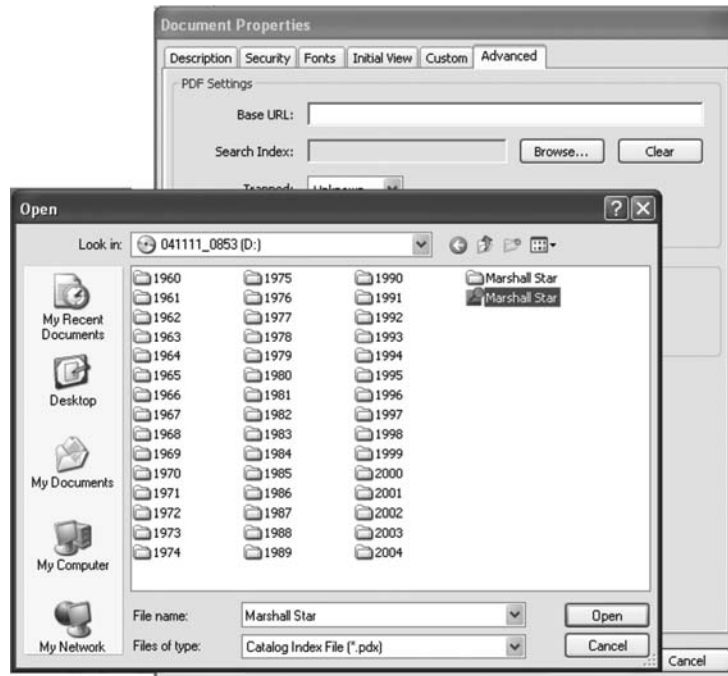 Document Properties
Description Security Fonts Initial View Custom Advanced
PDF Settings
Base URL:
Search Index: Browse... Clear
Trapped: Unknown
Open
Look in: 041111_0853 (D:)
My Recent Documents
Desktop
My Documents
My Computer
My Network
1960 1975 1990 Marshall Star
1961 1976 1991 Marshall Star
1962 1977 1992
1963 1978 1993
1964 1979 1994
1965 1980 1995
1966 1981 1996
1967 1982 1997
1968 1983 1998
1969 1984 1999
1970 1985 2000
1971 1986 2001
1972 1987 2002
1973 1988 2003
1974 1989 2004
File name: Marshall Star Open
Files of type: Catalog Index File (*.pdx) Cancel
Cancel